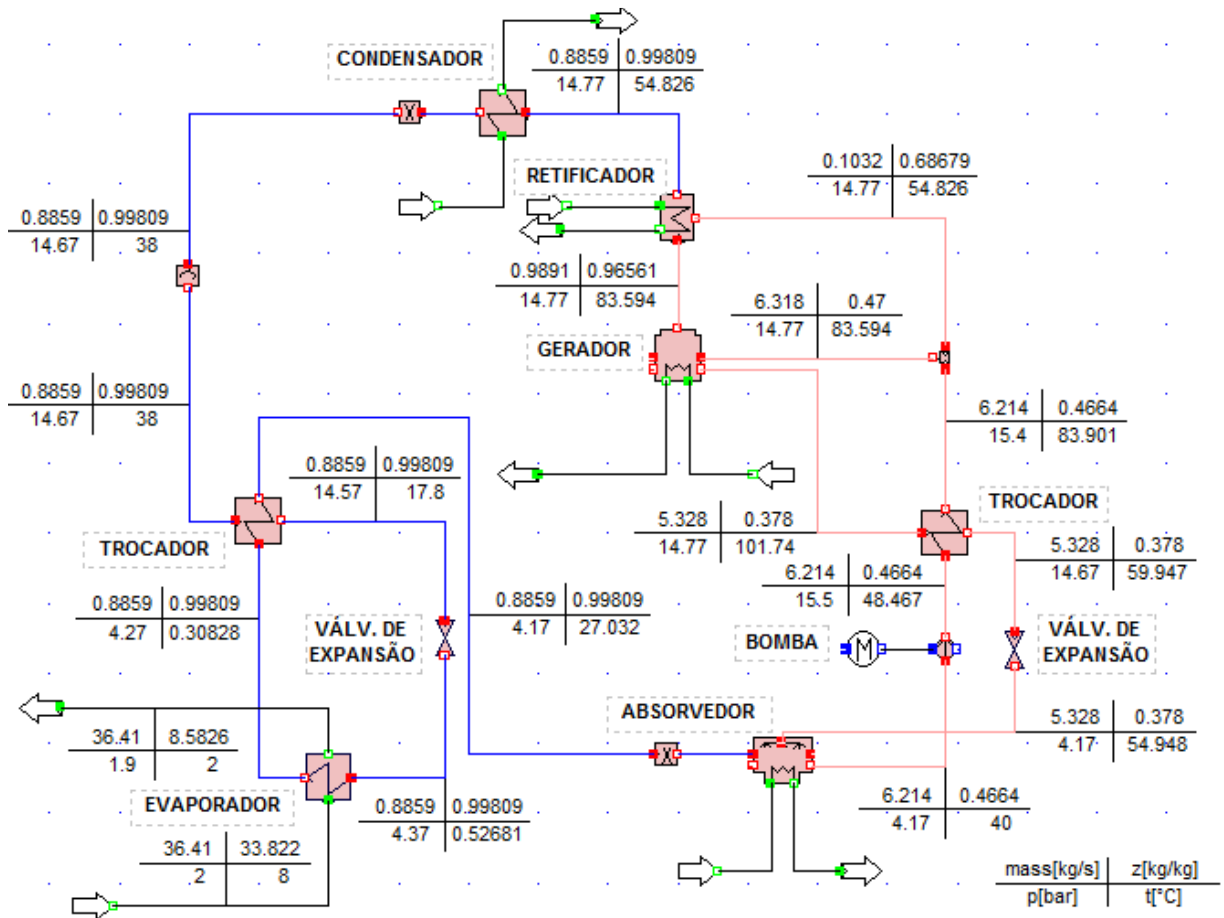 CONDENSADOR
0.8859 0.99809
14.77 54.826
RETIFICADOR
0.1032 0.68679
14.77 54.826
0.8859 0.99809
14.67 38
0.9891 0.96561
14.77 83.594
6.318 0.47
14.77 83.594
GERADOR
0.8859 0.99809
14.67 38
6.214 0.4664
15.4 83.901
0.8859 0.99809
14.57 17.8
TROCADOR
TROCADOR
5.328 0.378
14.77 101.74
5.328 0.378
14.67 59.947
6.214 0.4664
15.5 48.467
0.8859 0.99809
4.27 0.30828
0.8859 0.99809
4.17 27.032
VÁLV. DE
EXPANSÃO
BOMBA
M
VÁLV. DE
EXPANSÃO
ABSORVEDOR
36.41 8.5826
1.9 2
5.328 0.378
4.17 54.948
EVAPORADOR
0.8859 0.99809
4.37 0.52681
6.214 0.4664
4.17 40
36.41 33.822
2 8
mass[kg/s] z[kg/kg]
p[bar] t[°C]